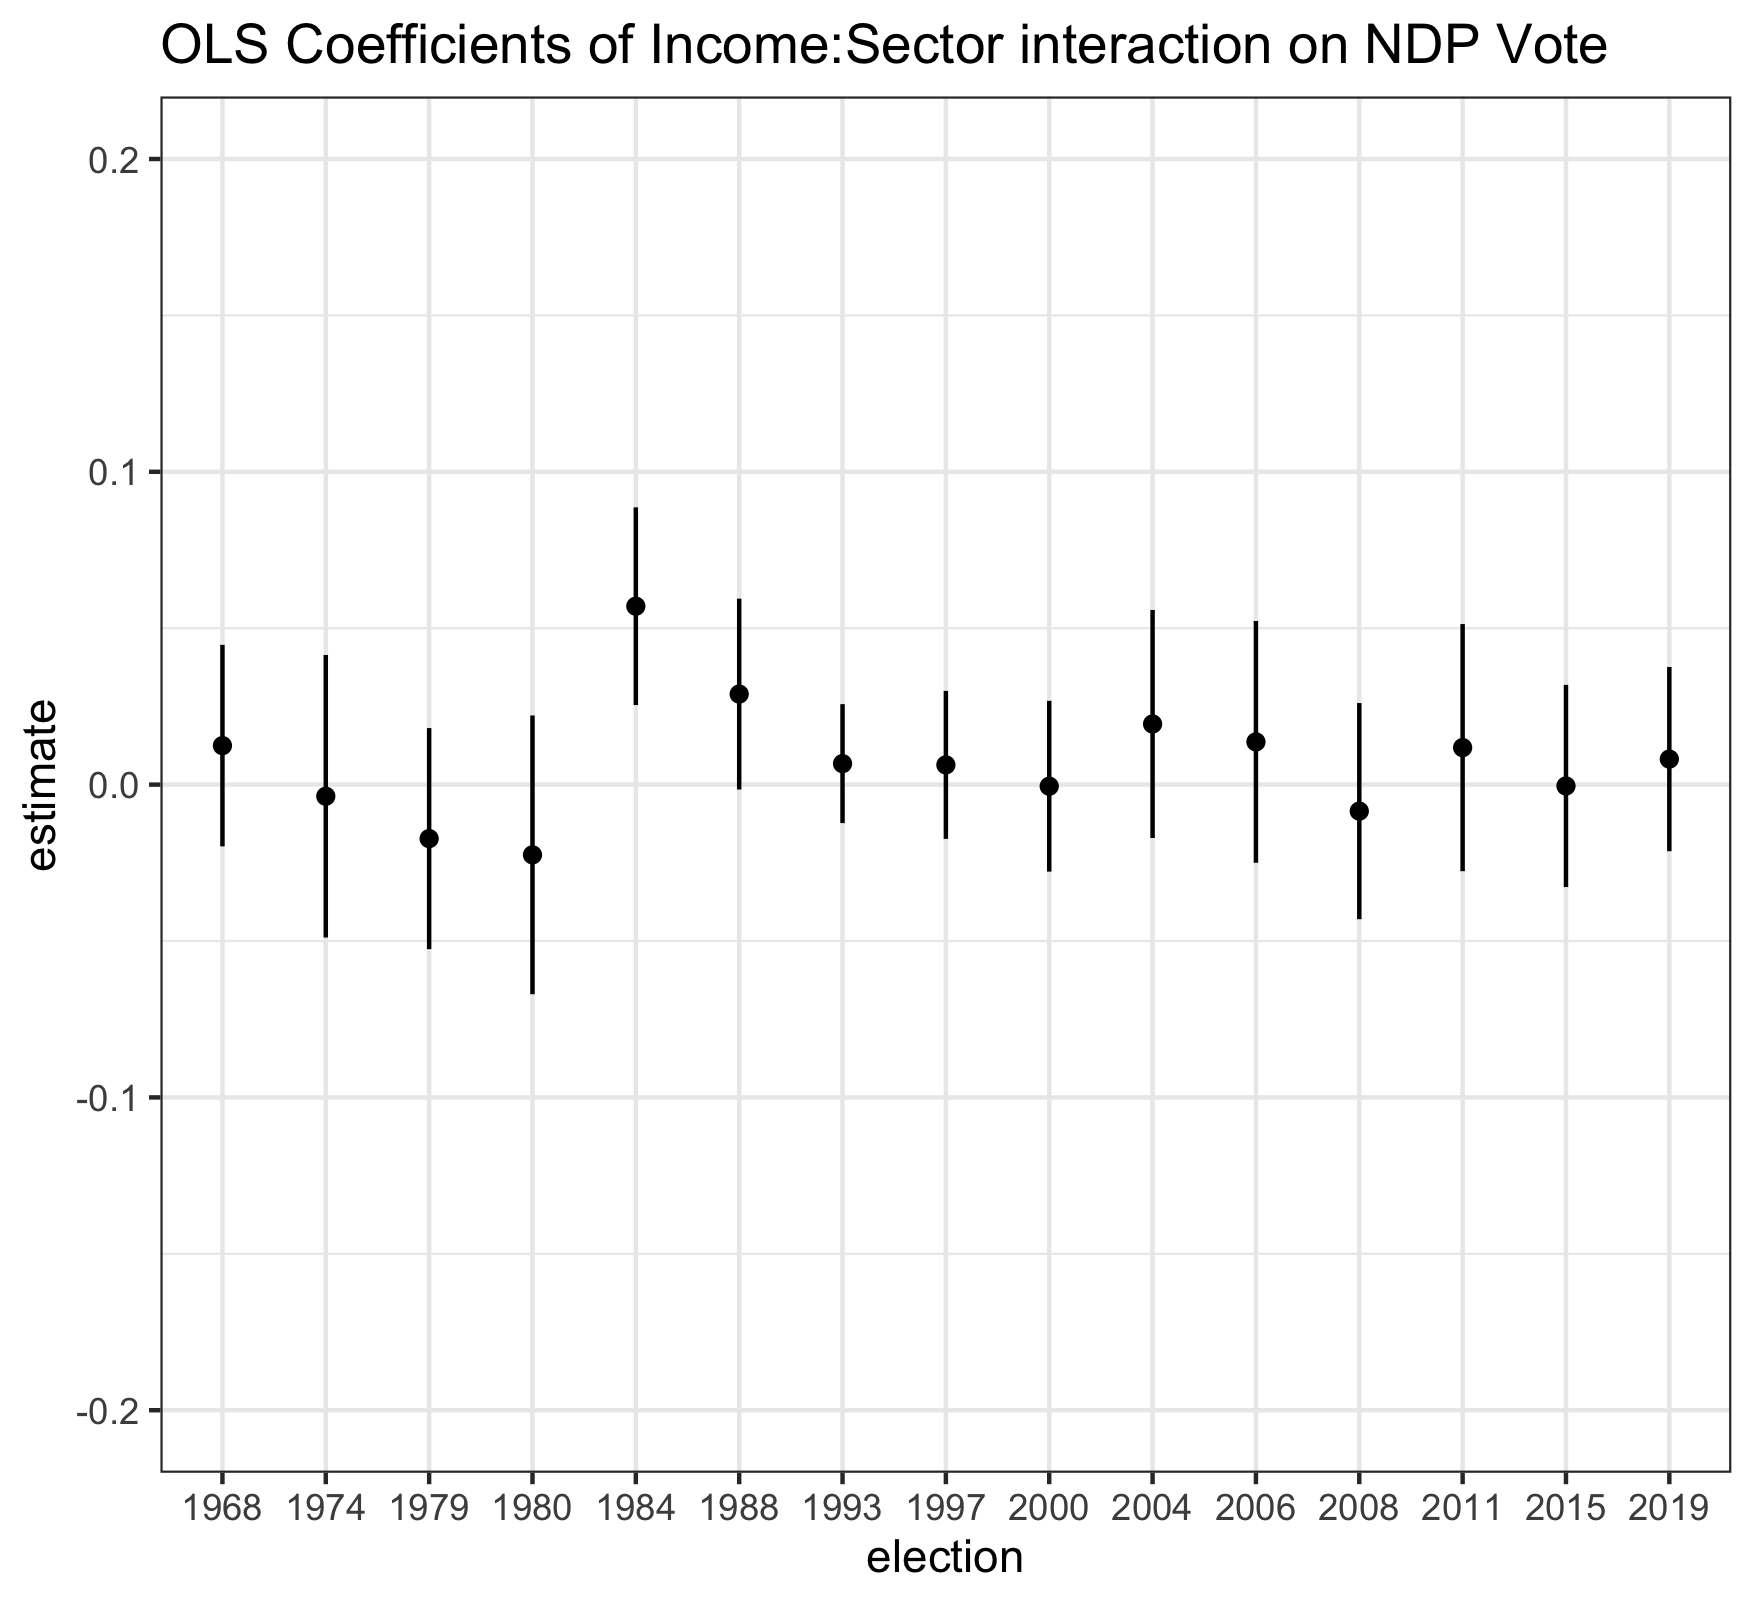 OLS Coefficients of Income:Sector interaction on NDP Vote
0.2
0.1
0.0
-0.1
-0.2
estimate
1968 1974 1979 1980 1984 1988 1993 1997 2000 2004 2006 2008 2011 2015 2019
election